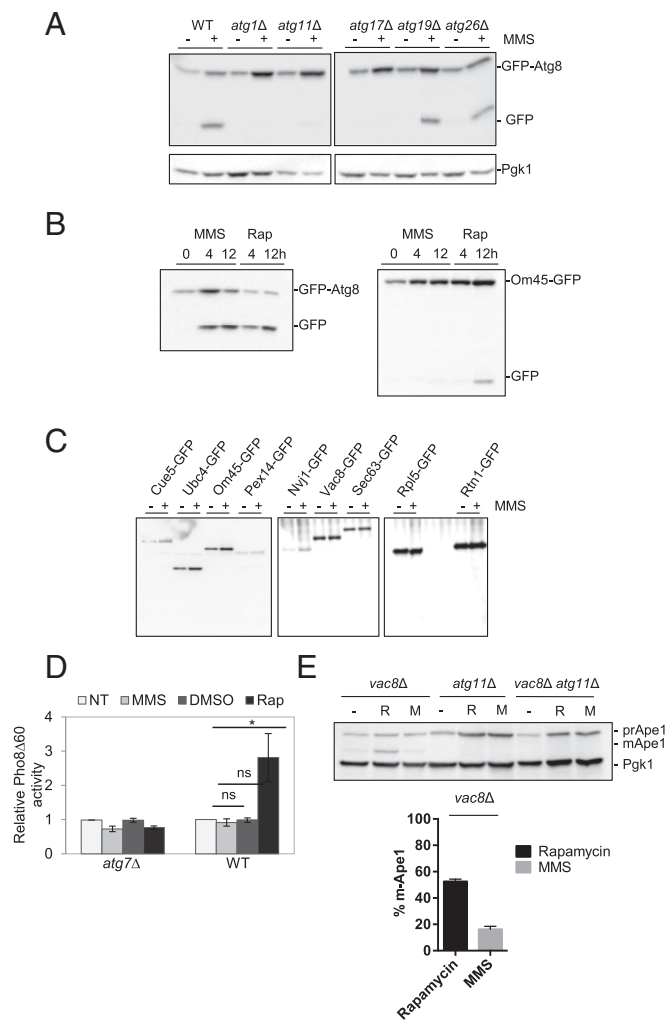 A
WT atg1Δ atg11Δ atg17Δ atg19Δ atg26Δ
- + - + - + - + - + - + MMS
GFP-Atg8
GFP
Pgk1
B
MMS Rap MMS Rap
0 4 12 4 12h 0 4 12 4 12h
GFP-Atg8
GFP
Om45-GFP
GFP
C
Cue5-GFP Ubc4-GFP Om45-GFP Pex14-GFP Nvj1-GFP Vac8-GFP Sec63-GFP Rpl5-GFP Rtn1-GFP
- + - + - + - + - + - + - + - + - + MMS
D
NT MMS DMSO Rap
Relative Pho8Δ60 activity
4
3
2
1
0
*
ns
ns
atg7Δ WT
E
vac8Δ atg11Δ vac8Δ atg11Δ
- R M - R M - R M
prApe1
mApe1
Pgk1
vac8Δ
% m-Ape1
100
80
60
40
20
0
Rapamycin
MMS
Rapamycin
MMS